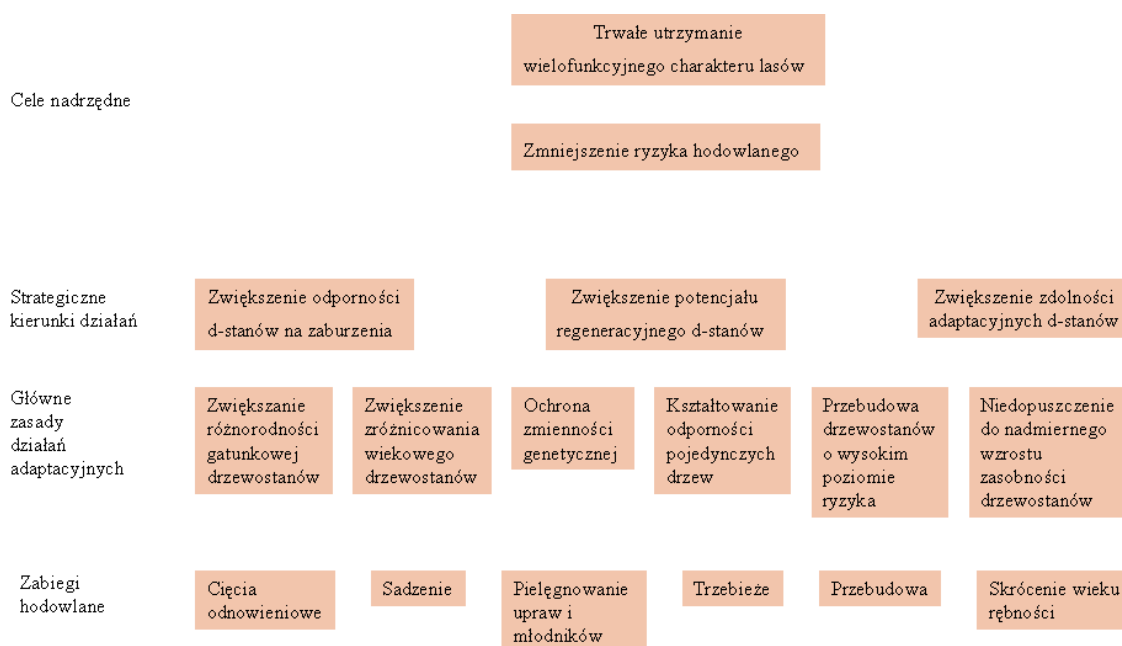 Cele nadrzędne
Trwałe utrzymanie
wielofunkcyjnego charakteru lasów
Zmniejszenie ryzyka hodowlanego
Strategiczne
kierunki działań
Zwiększenie odporności
d-stanów na zaburzenia
Zwiększenie potencjału
regeneracyjnego d-stanów
Zwiększenie zdolności
adaptacyjnych d-stanów
Główne
zasady
działań
adaptacyjnych
Zwiększanie
różnorodności
gatunkowej
drzewostanów
Zwiększenie
zróżnicowania
wiekowego
drzewostanów
Ochrona
zmienności
genetycznej
Kształtowanie
odporności
pojedynczych
drzew
Przebudowa
drzewostanów
o wysokim
poziomie
ryzyka
Niedopuszczenie
do nadmiernego
wzrostu
zasobności
drzewostanów
Zabiegi
hodowlane
Cięcia
odnowieniowe
Sadzenie
Pielęgnowanie
upraw i
młodników
Trzebieże
Przebudowa
Skrócenie wieku
rębności